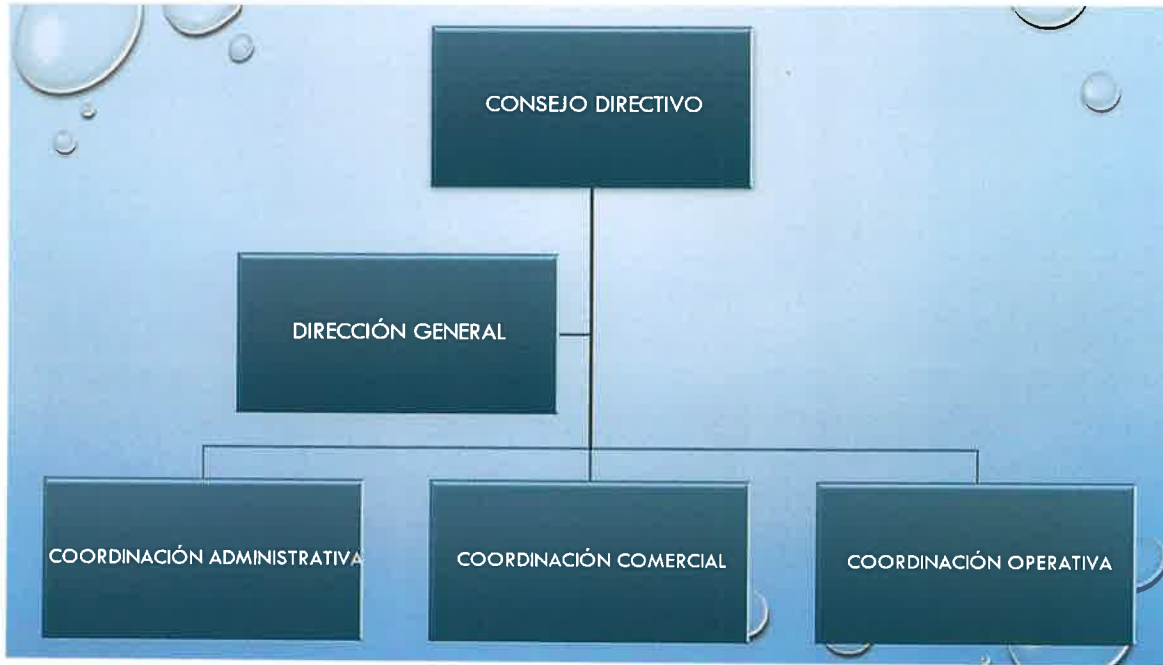 CONSEJO DIRECTIVO
DIRECCIÓN GENERAL
COORDINACIÓN ADMINISTRATIVA
COORDINACIÓN COMERCIAL
COORDINACIÓN OPERATIVA